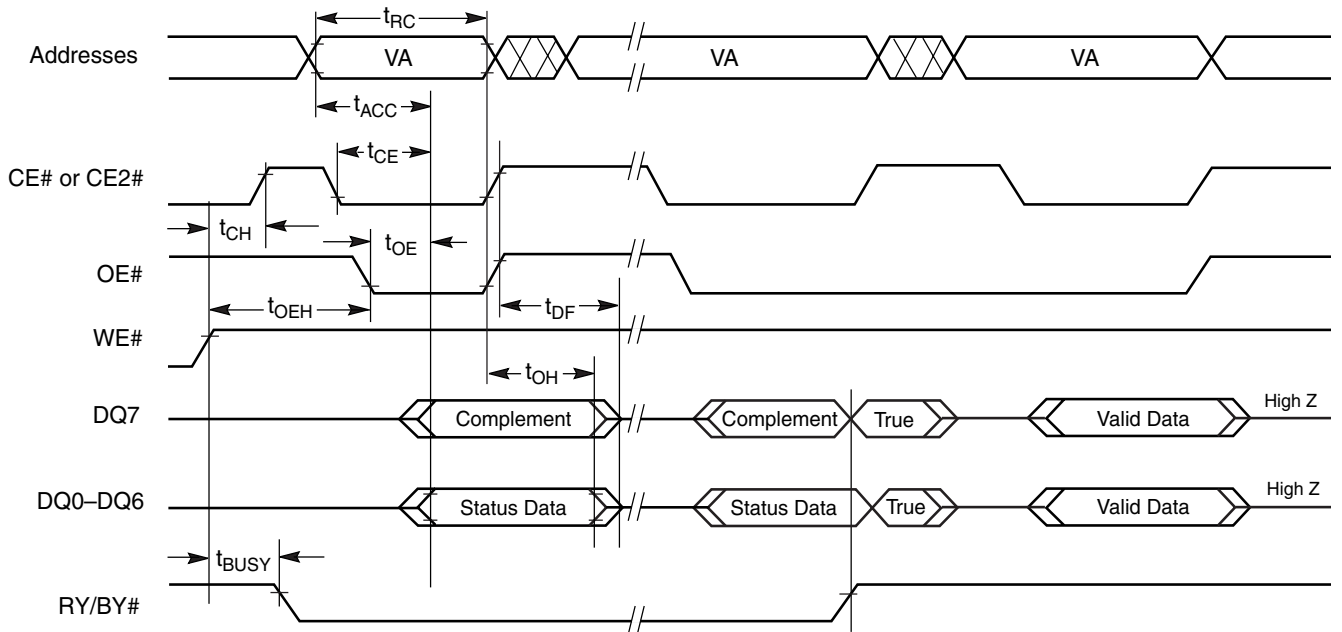 tRC
Addresses VA VA VA
tACC
tCE
CE# or CE2#
tCH
tOE
OE#
tOEH
tDF
WE#
tOH
DQ7 Complement Complement True Valid Data High Z
DQ0–DQ6 Status Data Status Data True Valid Data High Z
tBUSY
RY/BY#